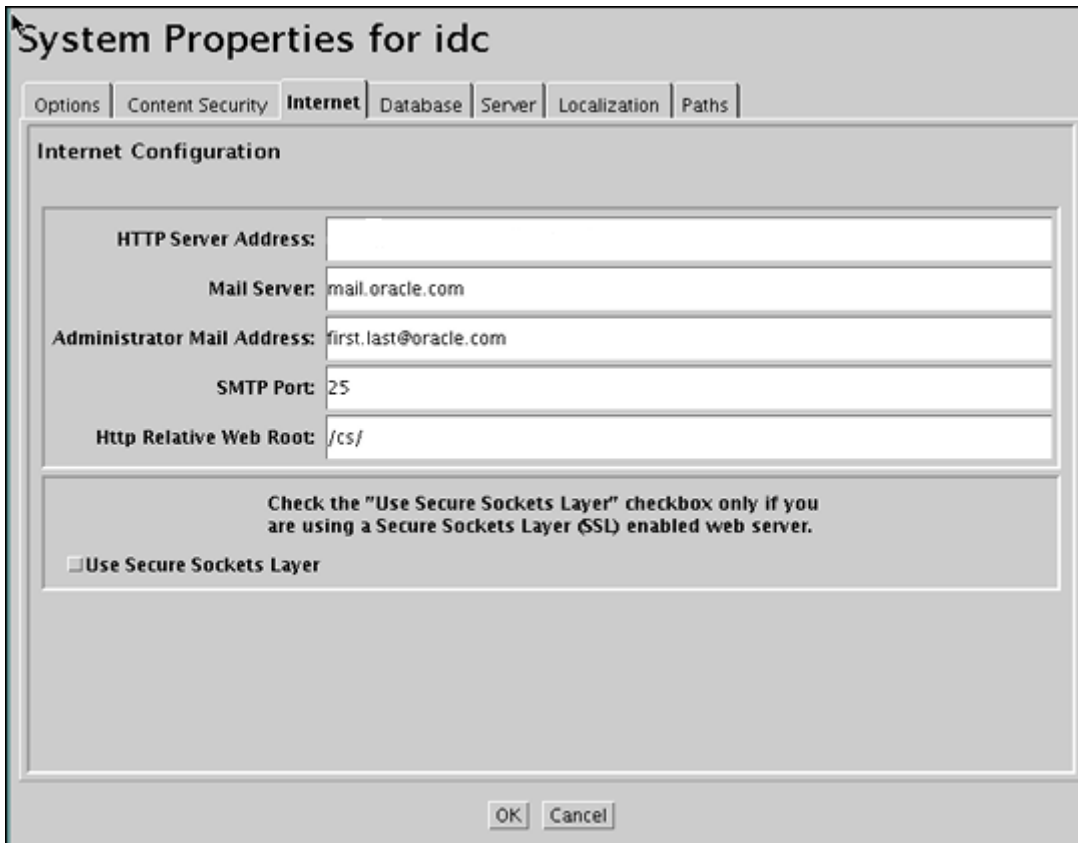 System Properties for idc
Options Content Security Internet Database Server Localization Paths
Internet Configuration
HTTP Server Address:
Mail Server: mail.oracle.com
Administrator Mail Address: first.last@oracle.com
SMTP Port: 25
Http Relative Web Root: /cs/
Check the "Use Secure Sockets Layer" checkbox only if you
are using a Secure Sockets Layer (SSL) enabled web server.
Use Secure Sockets Layer
OK Cancel